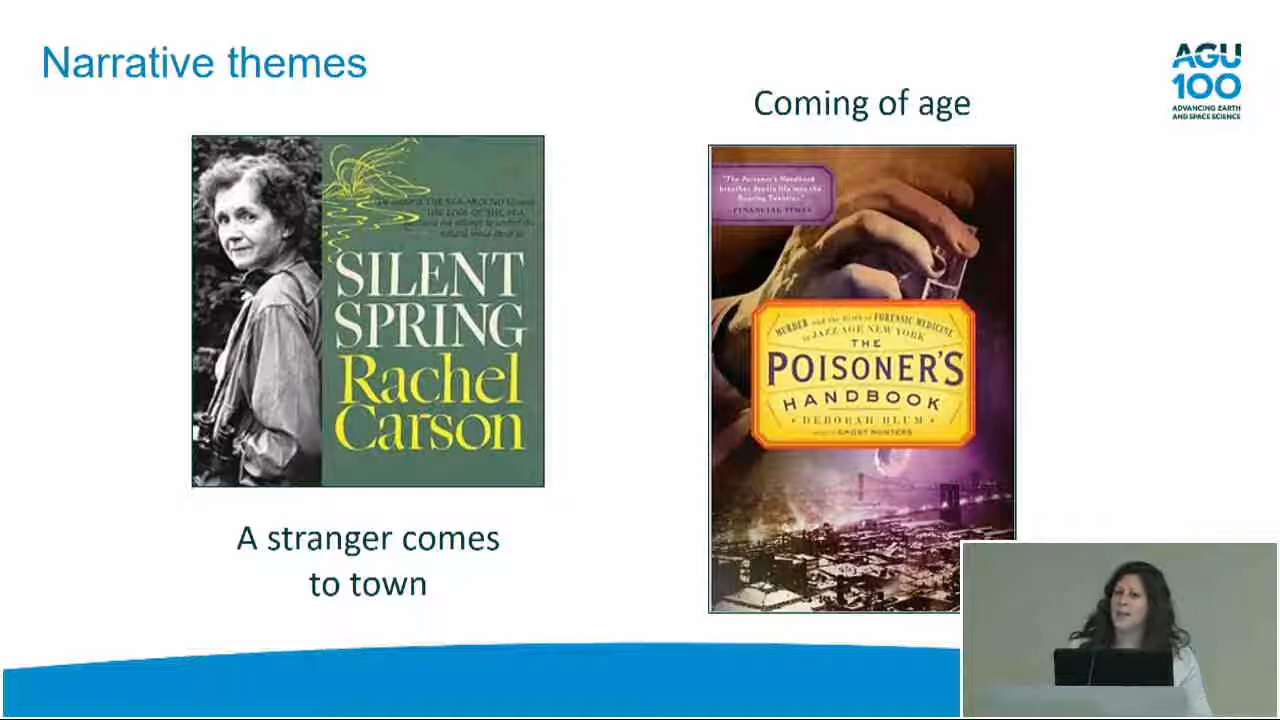 Narrative themes
AGU
100
ADVANCING EARTH
AND SPACE SCIENCE
Coming of age
SILENT
SPRING
Rachel
Carson
A stranger comes
to town
"The Poisoner's Handbook
breathes deadly life into the
Roaring Twenties."
FINANCIAL TIMES
MURDER and the Birth of FORENSIC MEDICINE
in JAZZ AGE NEW YORK
THE
POISONER'S
HANDBOOK
DEBORAH BLUM
GHOST HUNTERS